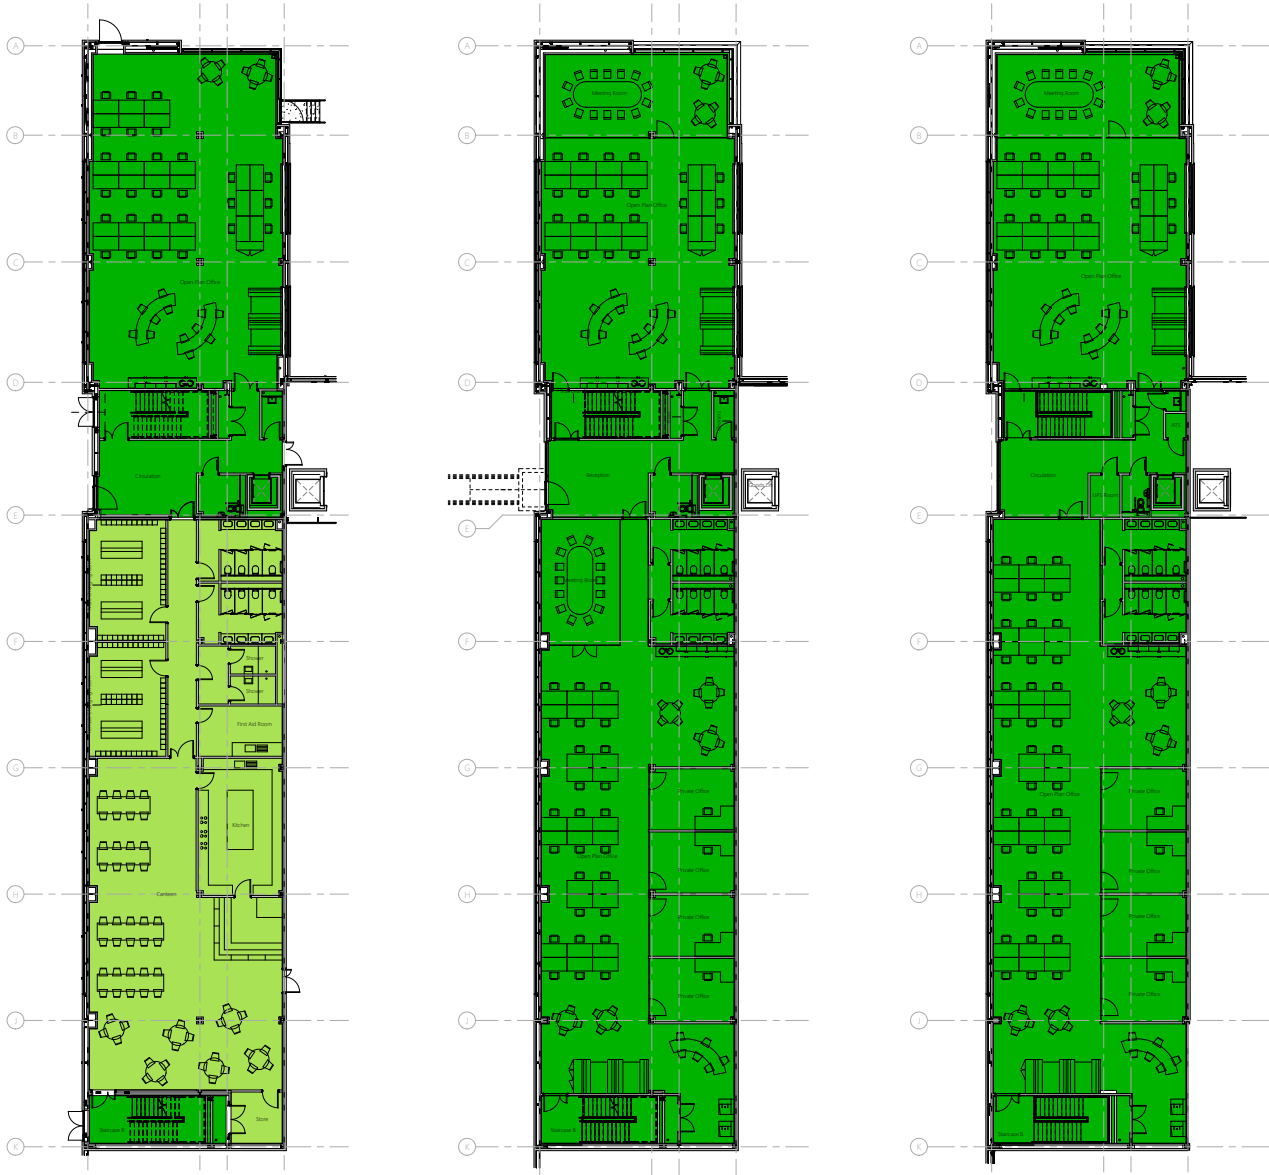 A
A
A
Meeting Room
Meeting Room
B
B
B
Open Plan Office
C
C
C
Open Plan Office
Open Plan Office
D
D
D
Circulation
Reception
Circulation
UPS Room
E
E
E
Meeting Room
F
F
F
Shower
Shower
First Aid Room
G
G
G
Private Office
Private Office
Open Plan Office
Kitchen
Open Plan Office
Private Office
Private Office
H
H
H
Canteen
Private Office
Private Office
Private Office
Private Office
J
J
J
Staircase B
Store
Staircase B
Staircase B
K
K
K